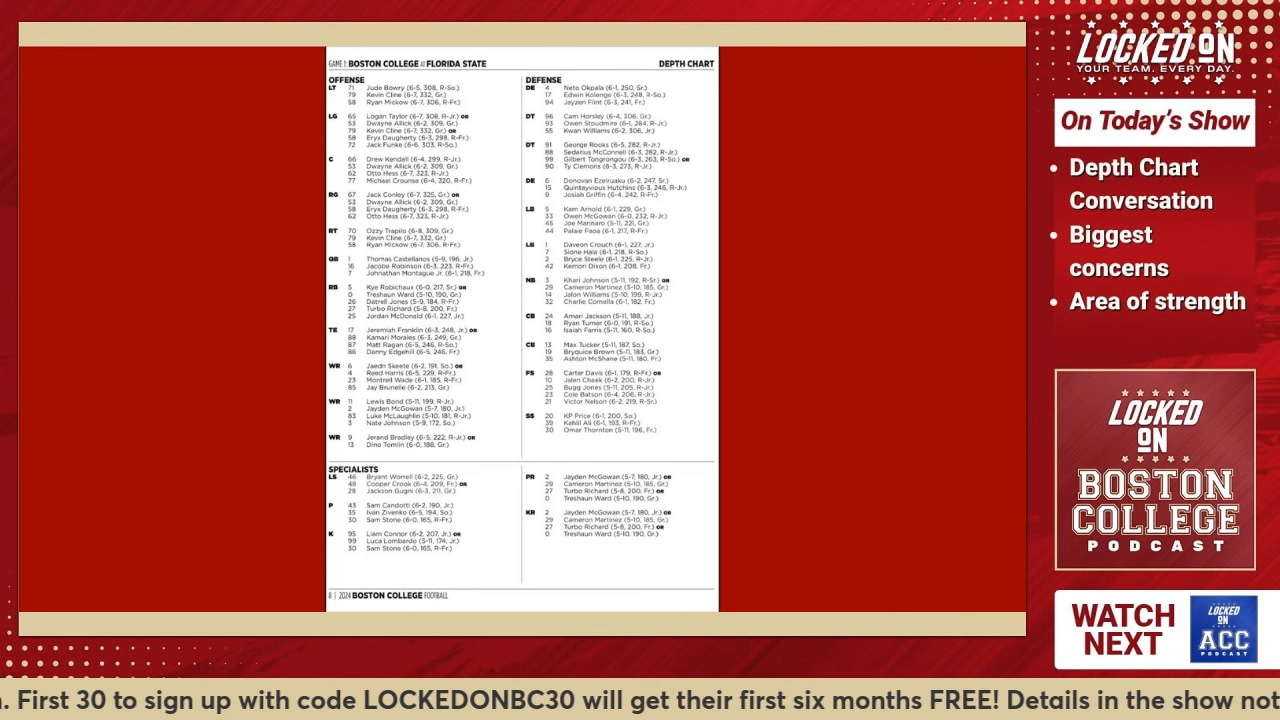 GAME 1: BOSTON COLLEGE at FLORIDA STATE
DEPTH CHART
OFFENSE
LT 71 Jude Bowry (6-5, 308, R-So.)
79 Kevin Cline (6-7, 332, Gr.)
58 Ryan Mickow (6-7, 306, R-Fr.)
LG 65 Logan Taylor (6-7, 308, R-Jr.) OR
53 Dwayne Allick (6-2, 309, Gr.)
79 Kevin Cline (6-7, 332, Gr.) OR
58 Eryx Daugherty (6-3, 298, R-Fr.)
72 Jack Funke (6-6, 303, R-So.)
C 66 Drew Kendall (6-4, 299, R-Jr.)
53 Dwayne Allick (6-2, 309, Gr.)
62 Otto Hess (6-7, 323, R-Jr.)
77 Michael Crounse (6-4, 320, R-Fr.)
RG 67 Jack Conley (6-7, 325, Gr.) OR
53 Dwayne Allick (6-2, 309, Gr.)
58 Eryx Daugherty (6-3, 298, R-Fr.)
62 Otto Hess (6-7, 323, R-Jr.)
RT 70 Ozzy Trapilo (6-8, 309, Gr.)
79 Kevin Cline (6-7, 332, Gr.)
58 Ryan Mickow (6-7, 306, R-Fr.)
QB 1 Thomas Castellanos (5-9, 196, Jr.)
16 Jacobe Robinson (6-3, 223, R-Fr.)
7 Johnathan Montague Jr. (6-1, 218, Fr.)
RB 5 Kye Robichaux (6-0, 217, Sr.) OR
0 Treshaun Ward (5-10, 190, Gr.)
26 Datrell Jones (5-9, 184, R-Fr.)
27 Turbo Richard (5-8, 200, Fr.)
25 Jordan McDonald (6-1, 227, Jr.)
TE 17 Jeremiah Franklin (6-3, 248, Jr.) OR
88 Kamari Morales (6-3, 249, Gr.)
87 Matt Ragan (6-5, 246, R-So.)
86 Danny Edgehill (6-5, 246, Fr.)
WR 6 Jaedn Skeete (6-2, 191, So.) OR
4 Reed Harris (6-5, 229, R-Fr.)
23 Montrell Wade (6-1, 185, R-Fr.)
85 Jay Brunelle (6-2, 213, Gr.)
WR 11 Lewis Bond (5-11, 199, R-Jr.)
2 Jayden McGowan (5-7, 180, Jr.)
83 Luke McLaughlin (5-10, 181, R-Jr.)
3 Nate Johnson (5-9, 172, So.)
WR 9 Jerand Bradley (6-5, 222, R-Jr.) OR
13 Dino Tomlin (6-0, 188, Gr.)
DEFENSE
DE 4 Neto Okpala (6-1, 250, Sr.)
17 Edwin Kolenge (6-3, 248, R-So.)
94 Jayzen Flint (6-3, 241, Fr.)
DT 96 Cam Horsley (6-4, 306, Gr.)
93 Owen Stoudmire (6-1, 284, R-Jr.)
55 Kwan Williams (6-2, 306, Jr.)
DT 91 George Rooks (6-5, 282, R-Jr.)
88 Sedarius McConnell (6-3, 282, R-Jr.)
99 Gilbert Tongrongou (6-3, 263, R-So.) OR
90 Ty Clemons (6-3, 273, R-Jr.)
DE 6 Donovan Ezeiruaku (6-2, 247, Sr.)
15 Quintayvious Hutchins (6-3, 246, R-Jr.)
9 Josiah Griffin (6-4, 242, R-Fr.)
LB 5 Kam Arnold (6-1, 229, Gr.)
33 Owen McGowan (6-0, 232, R-Jr.)
45 Joe Marinaro (5-11, 221, Gr.)
44 Palaie Faoa (6-1, 217, R-Fr.)
LB 1 Daveon Crouch (6-1, 227, Jr.)
7 Sione Hala (6-1, 218, R-So.)
2 Bryce Steele (6-1, 225, R-Jr.)
42 Kemori Dixon (6-1, 208, Fr.)
NB 3 Khari Johnson (5-11, 192, R-Sr.) OR
29 Cameron Martinez (5-10, 185, Gr.)
14 Jalon Williams (5-10, 199, R-Jr.)
32 Charlie Comella (6-1, 182, Fr.)
CB 24 Amari Jackson (5-11, 188, Jr.)
18 Ryan Turner (6-0, 191, R-So.)
16 Isaiah Farris (5-11, 160, R-So.)
CB 13 Max Tucker (5-11, 187, So.)
19 Bryquice Brown (5-11, 183, Gr.)
35 Ashton McShane (5-11, 180, Fr.)
FS 28 Carter Davis (6-1, 179, R-Fr.) OR
10 Jalen Cheek (6-2, 200, R-Jr.)
25 Bugg Jones (5-11, 205, R-Jr.)
23 Cole Batson (6-4, 206, R-Jr.)
21 Victor Nelson (6-2, 219, R-Sr.)
SS 20 KP Price (6-1, 200, So.)
39 Kahlil Ali (6-1, 193, R-Fr.)
30 Omar Thornton (5-11, 196, Fr.)
SPECIALISTS
LS 46 Bryant Worrell (6-2, 225, Gr.)
48 Cooper Crook (6-4, 209, Fr.) OR
28 Jackson Gugni (6-3, 211, Gr.)
P 43 Sam Candotti (6-2, 190, Jr.)
35 Ivan Zivenko (6-5, 194, So.)
30 Sam Stone (6-0, 165, R-Fr.)
K 95 Liam Connor (6-2, 207, Jr.) OR
99 Luca Lombardo (5-11, 174, Jr.)
30 Sam Stone (6-0, 165, R-Fr.)
PR 2 Jayden McGowan (5-7, 180, Jr.) OR
29 Cameron Martinez (5-10, 185, Gr.)
27 Turbo Richard (5-8, 200, Fr.) OR
0 Treshaun Ward (5-10, 190, Gr.)
KR 2 Jayden McGowan (5-7, 180, Jr.) OR
29 Cameron Martinez (5-10, 185, Gr.)
27 Turbo Richard (5-8, 200, Fr.) OR
0 Treshaun Ward (5-10, 190, Gr.)
8 | 2024 BOSTON COLLEGE FOOTBALL
LOCKED ON
YOUR TEAM. EVERY DAY.
On Today's Show
• Depth Chart
Conversation
• Biggest
concerns
• Area of strength
LOCKED
ON
BOSTON
COLLEGE
PODCAST
WATCH
NEXT
LOCKED
ON
ACC
PODCAST
. First 30 to sign up with code LOCKEDONBC30 will get their first six months FREE! Details in the show not